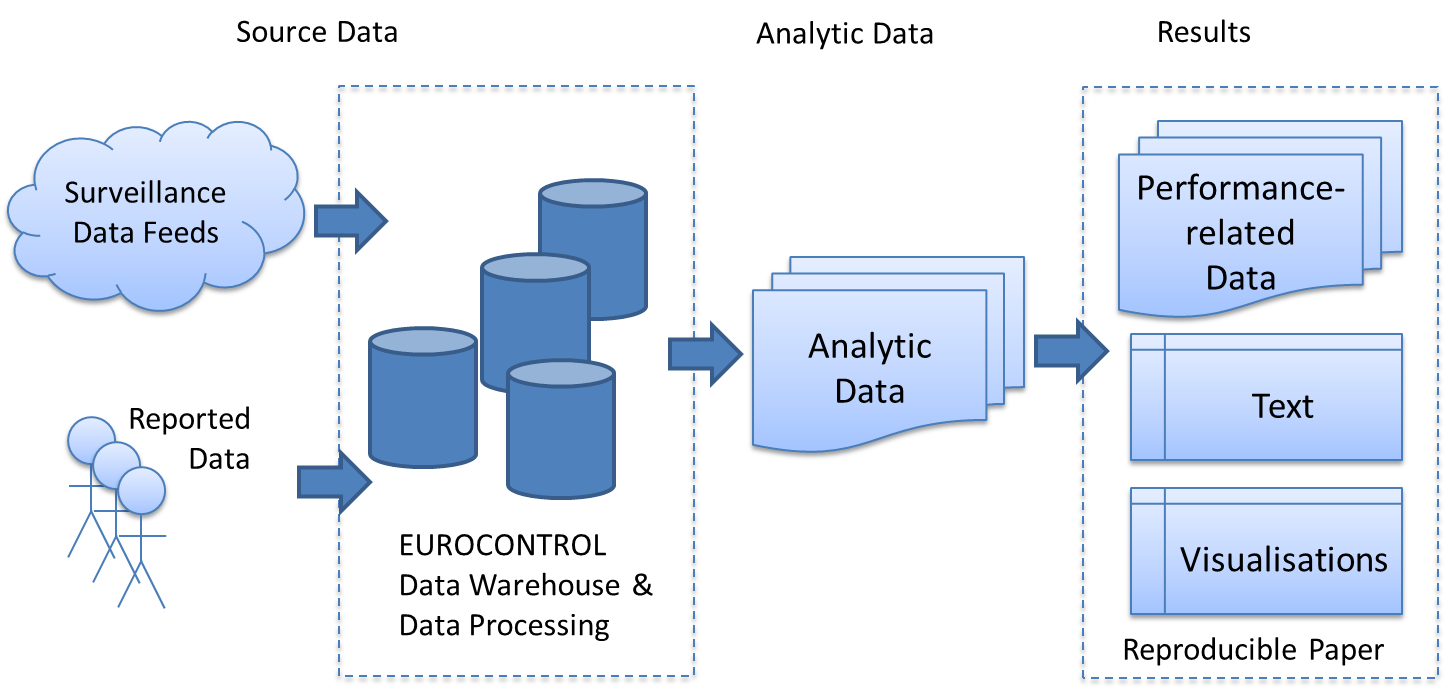 Source Data
Analytic Data
Results
Surveillance
Data Feeds
Reported
Data
EUROCONTROL
Data Warehouse &
Data Processing
Analytic
Data
Performance-
related
Data
Text
Visualisations
Reproducible Paper